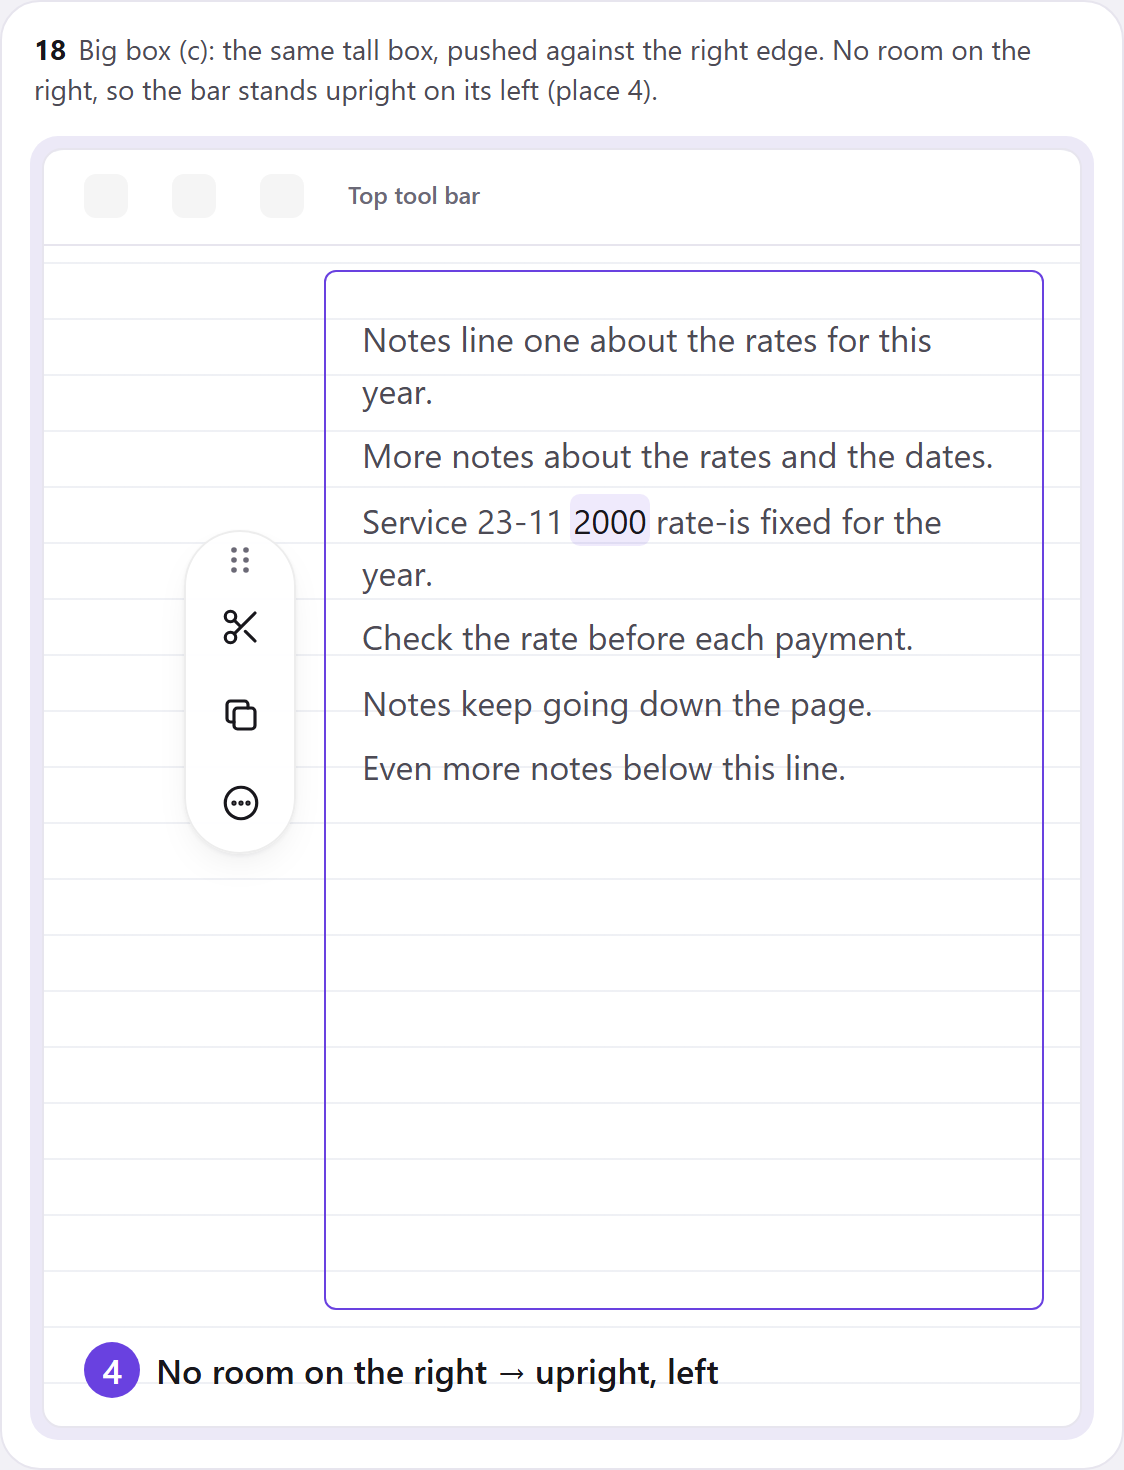 18 Big box (c): the same tall box, pushed against the right edge. No room on the
right, so the bar stands upright on its left (place 4).
Top tool bar
Notes line one about the rates for this
year.
More notes about the rates and the dates.
Service 23-11 2000 rate-is fixed for the
year.
Check the rate before each payment.
Notes keep going down the page.
Even more notes below this line.
4 No room on the right → upright, left